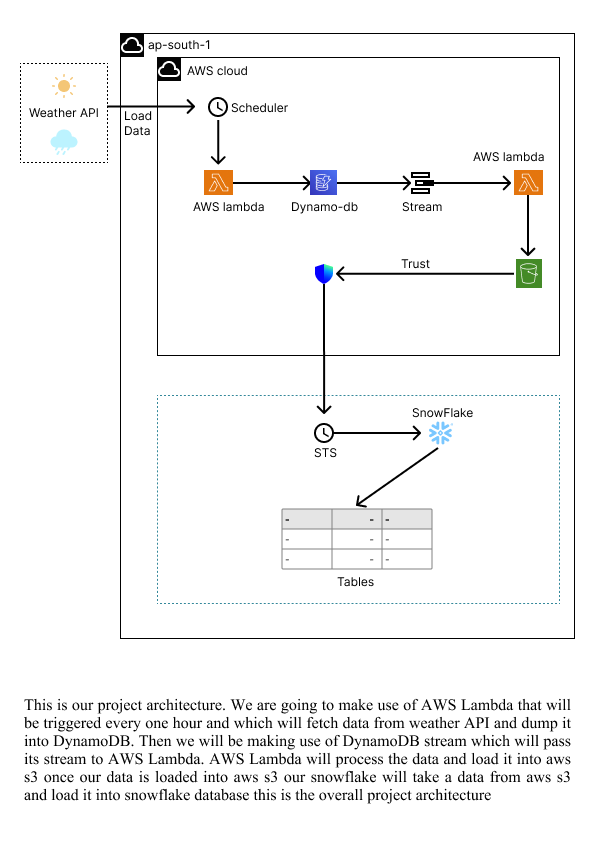 ap-south-1
AWS cloud
Weather API
Load
Data
Scheduler
AWS lambda
AWS lambda
Dynamo-db
Stream
Trust
SnowFlake
STS
- - -
- - -
- - -
Tables
This is our project architecture. We are going to make use of AWS Lambda that will
be triggered every one hour and which will fetch data from weather API and dump it
into DynamoDB. Then we will be making use of DynamoDB stream which will pass
its stream to AWS Lambda. AWS Lambda will process the data and load it into aws
s3 once our data is loaded into aws s3 our snowflake will take a data from aws s3
and load it into snowflake database this is the overall project architecture